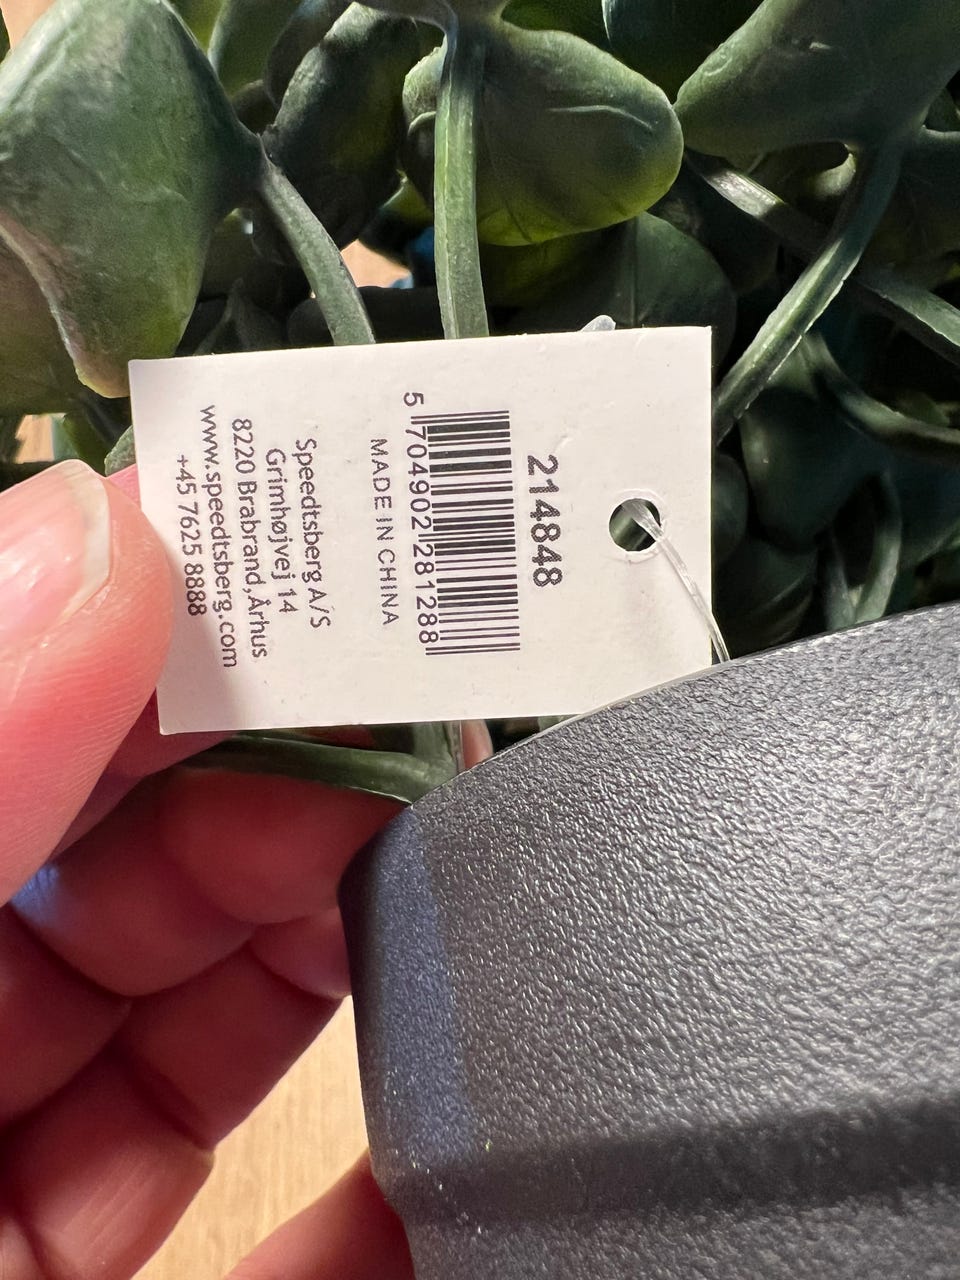 214848
5 704902 281288
MADE IN CHINA
Speedtsberg A/S
Grimhøjvej 14
8220 Brabrand, Århus
www.speedtsberg.com
+45 7625 8888